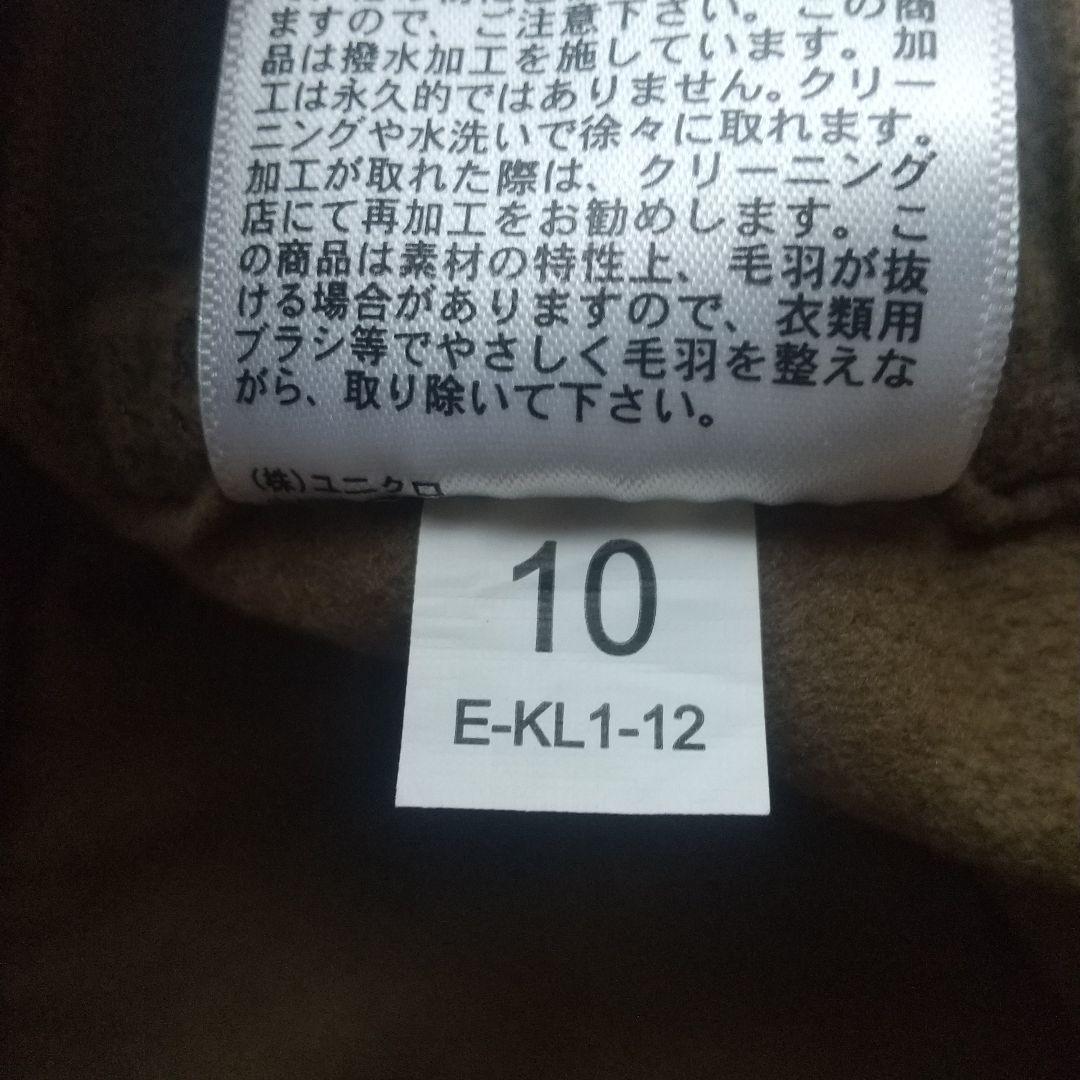 ますので、ご注意下さい。この商
品は撥水加工を施しています。加
工は永久的ではありません。クリー
ニングや水洗いで徐々に取れます。
加工が取れた際は、クリーニング
店にて再加工をお勧めします。こ
の商品は素材の特性上、毛羽が抜
ける場合がありますので、衣類用
ブラシ等でやさしく毛羽を整えな
がら、取り除いて下さい。
(株)ユニクロ
10
E-KL1-12